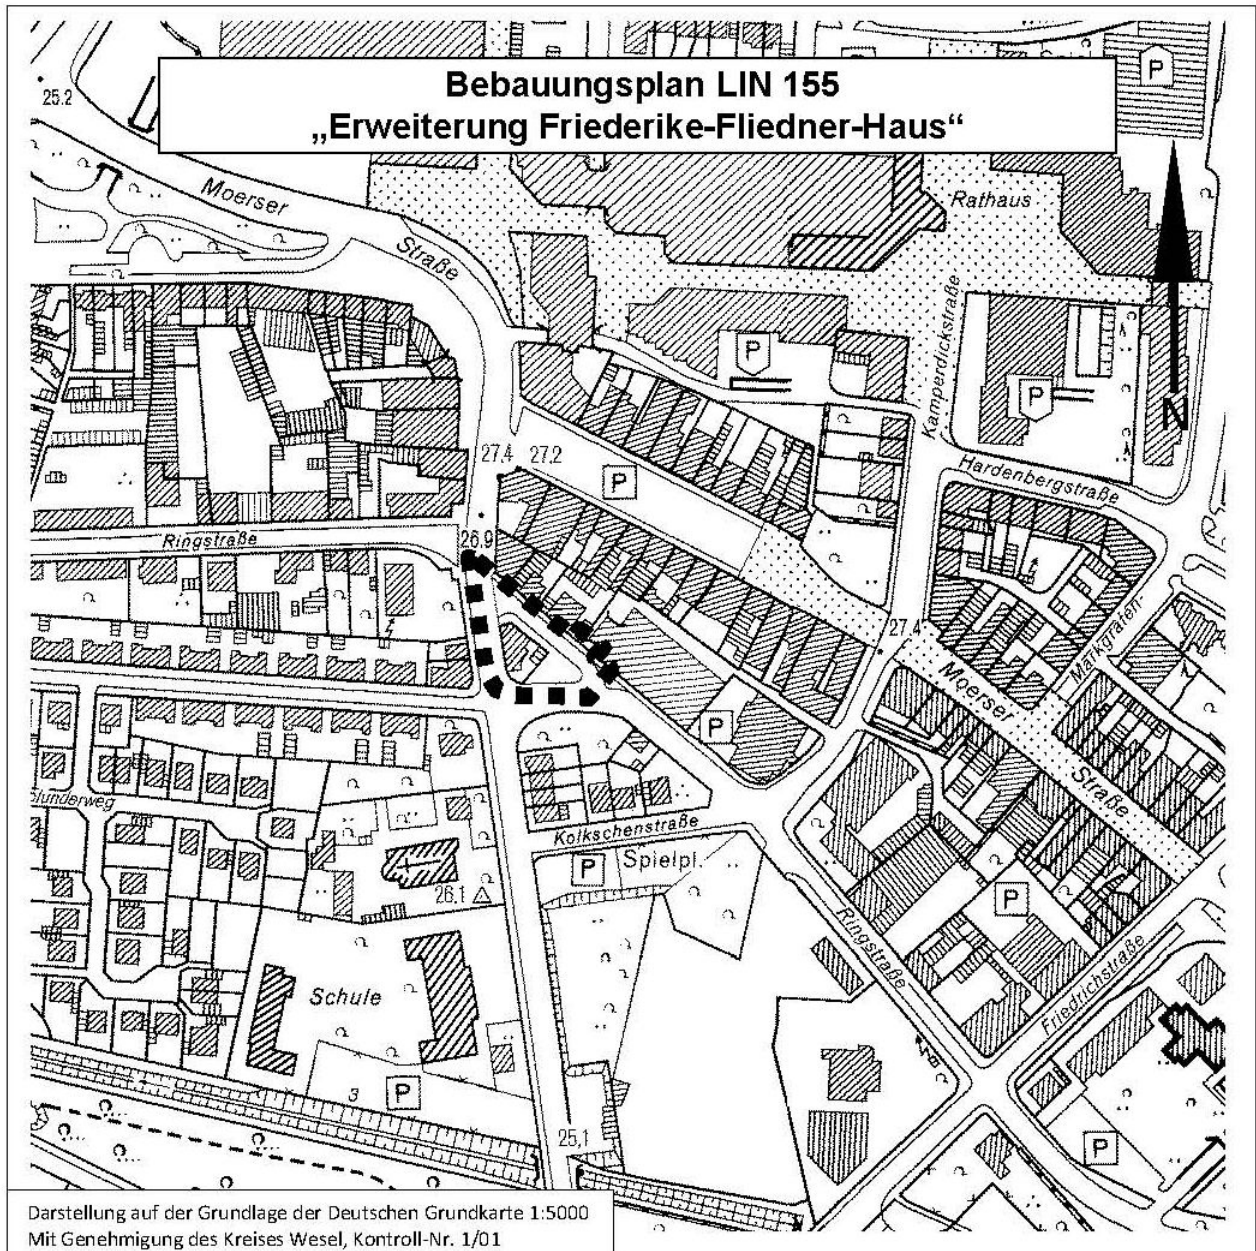 Bebauungsplan LIN 155
„Erweiterung Friederike-Fliedner-Haus“
P
25.2
Moerser
Straße
Rathaus
Kamperdickstraße
P
P
N
27.4
27.2
P
Hardenbergstraße
Ringstraße
26.9
27.4
Markgrafen-
Moerser
Straße
P
Kolkschenstraße
P
Spielpl.
26.1
P
Ringstraße
Friedrichstraße
Schule
3
P
25.1
P
Darstellung auf der Grundlage der Deutschen Grundkarte 1:5000
Mit Genehmigung des Kreises Wesel, Kontroll-Nr. 1/01